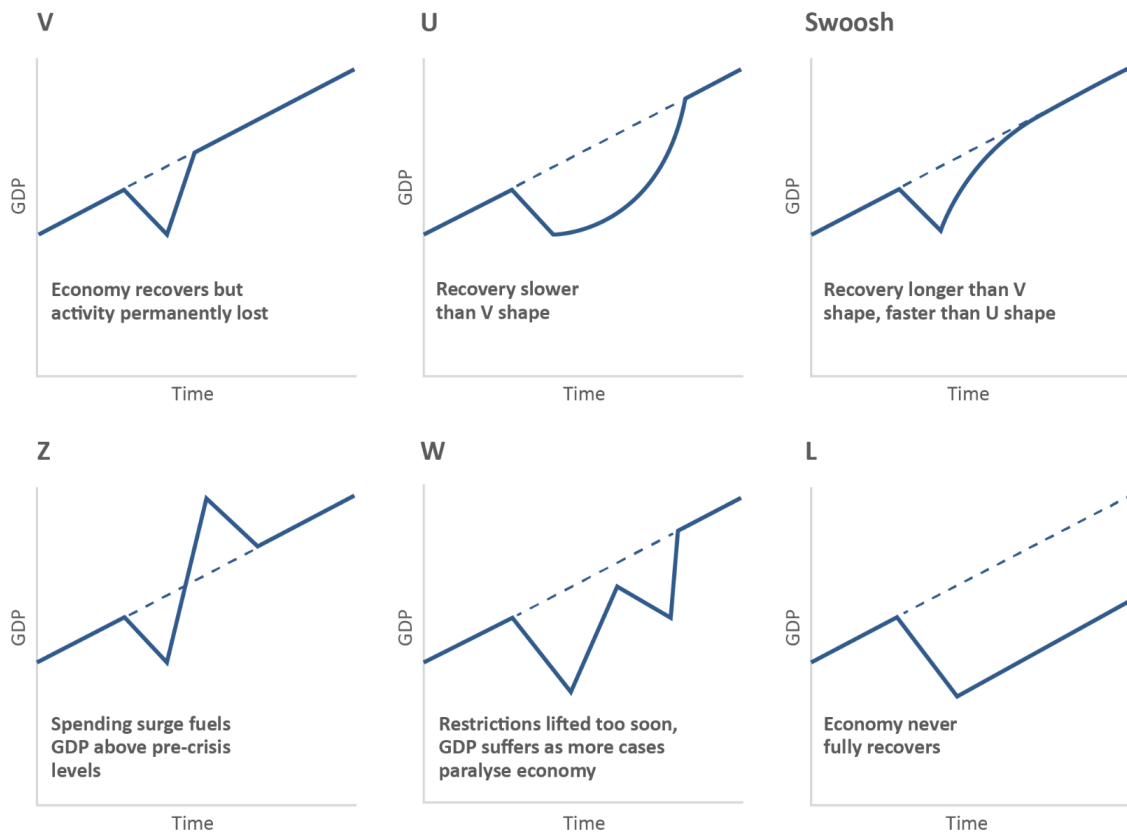 V
GDP
Economy recovers but
activity permanently lost
Time
U
GDP
Recovery slower
than V shape
Time
Swoosh
GDP
Recovery longer than V
shape, faster than U shape
Time
Z
GDP
Spending surge fuels
GDP above pre-crisis
levels
Time
W
GDP
Restrictions lifted too soon,
GDP suffers as more cases
paralyse economy
Time
L
GDP
Economy never
fully recovers
Time